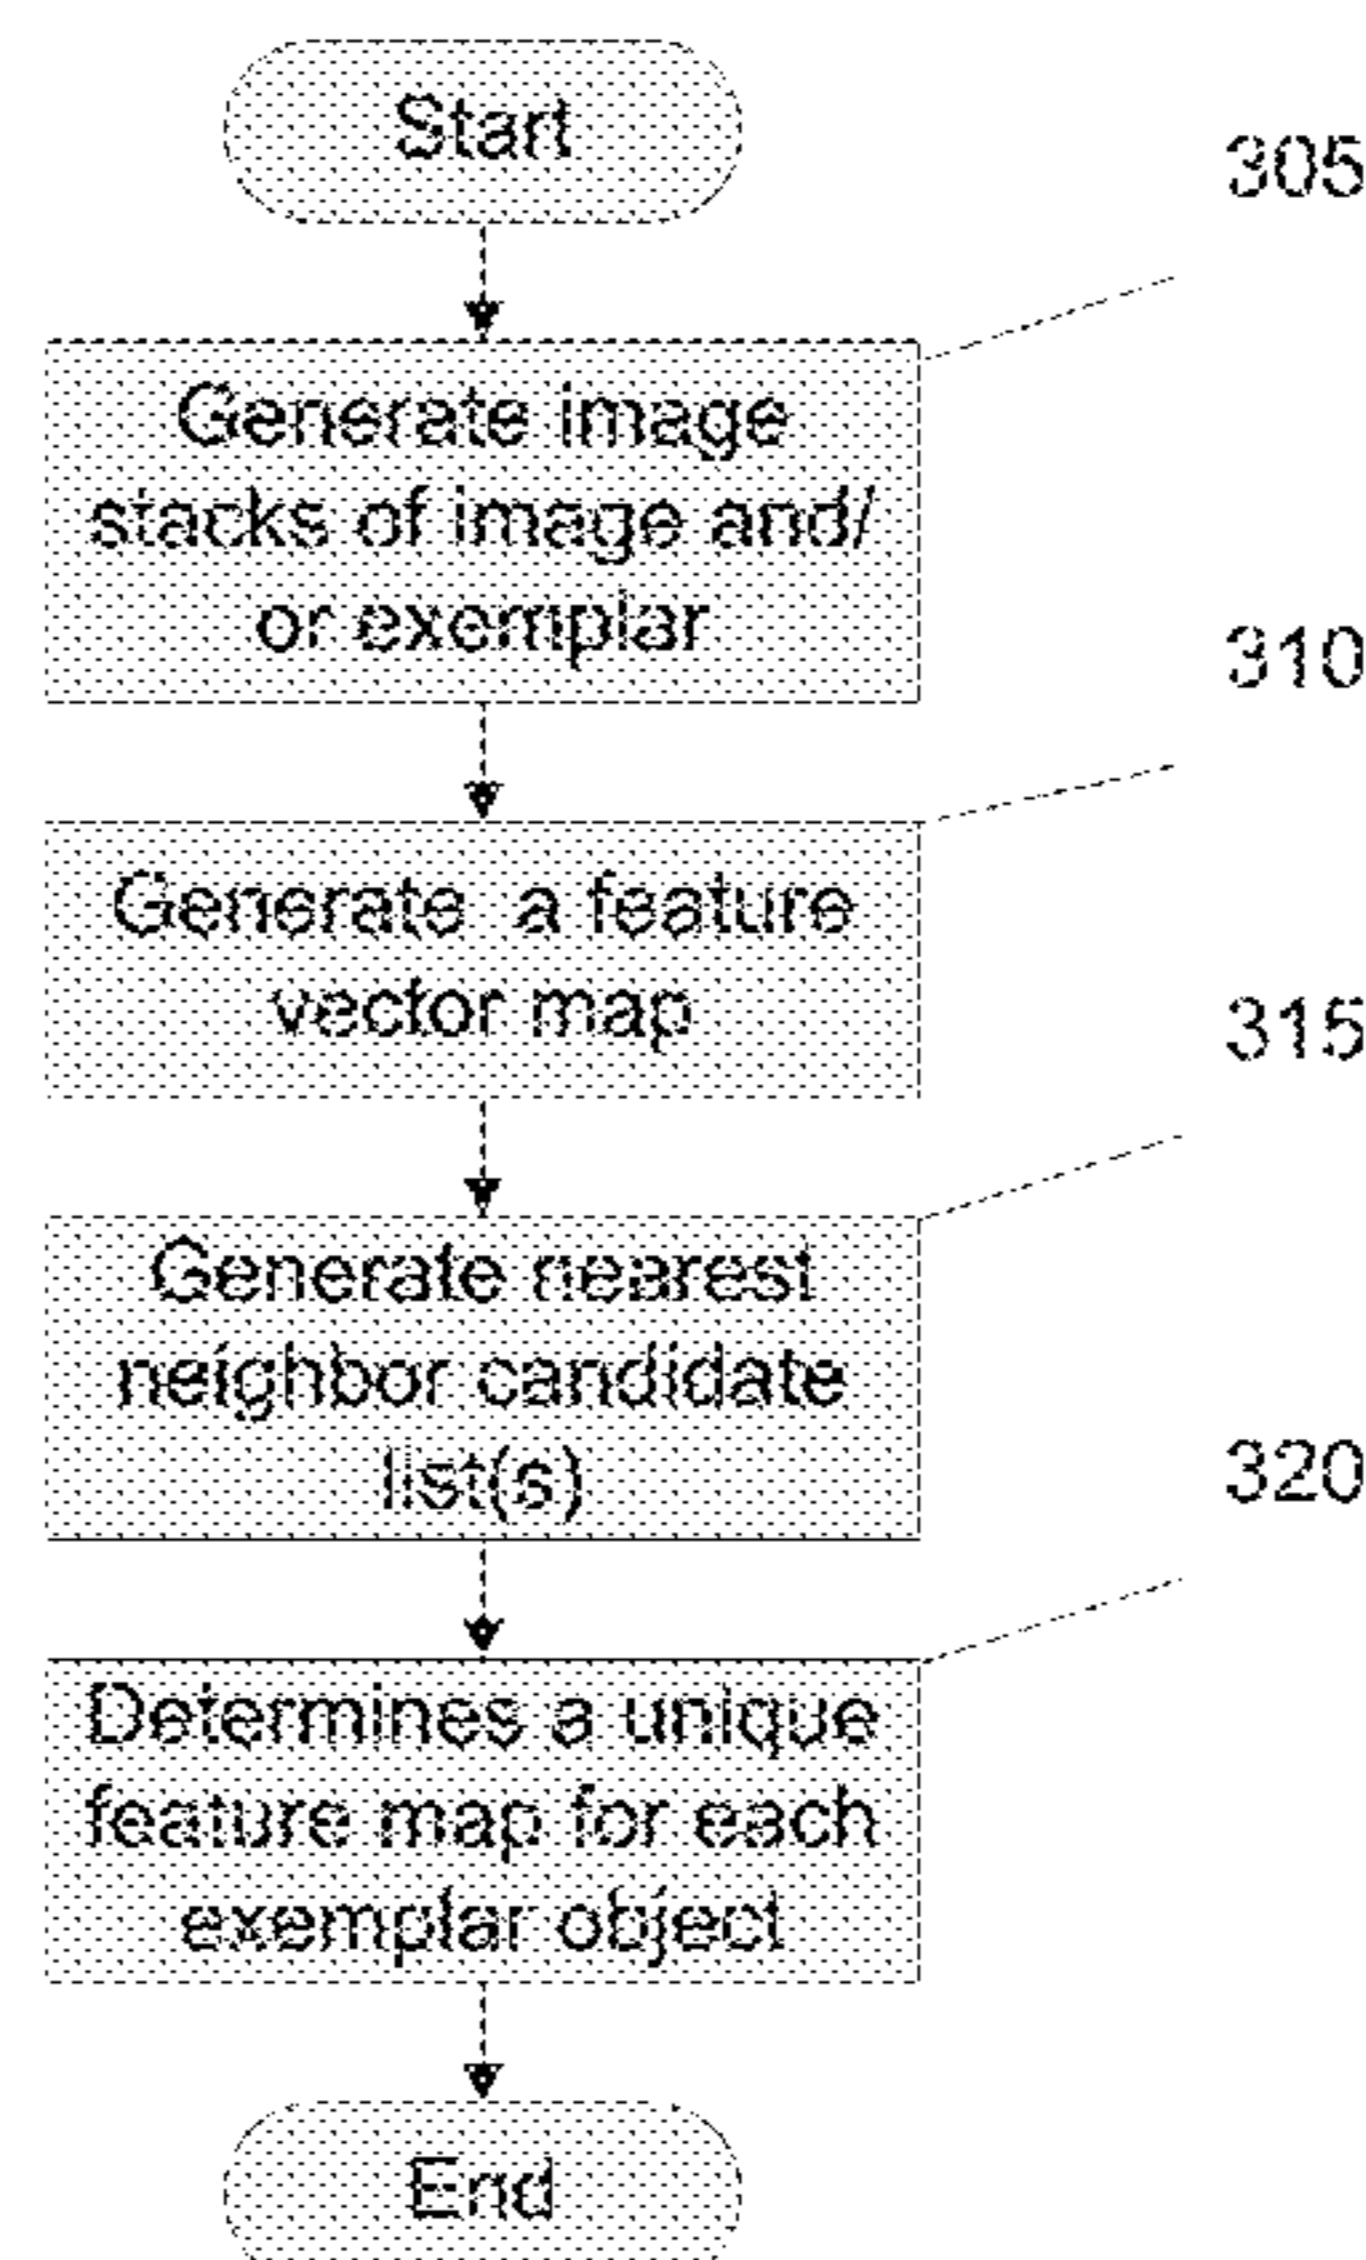 Start
305
Generate image
stacks of image and/
or exemplar
310
Generate a feature
vector map
315
Generate nearest
neighbor candidate
list(s)
320
Determines a unique
feature map for each
exemplar object
End